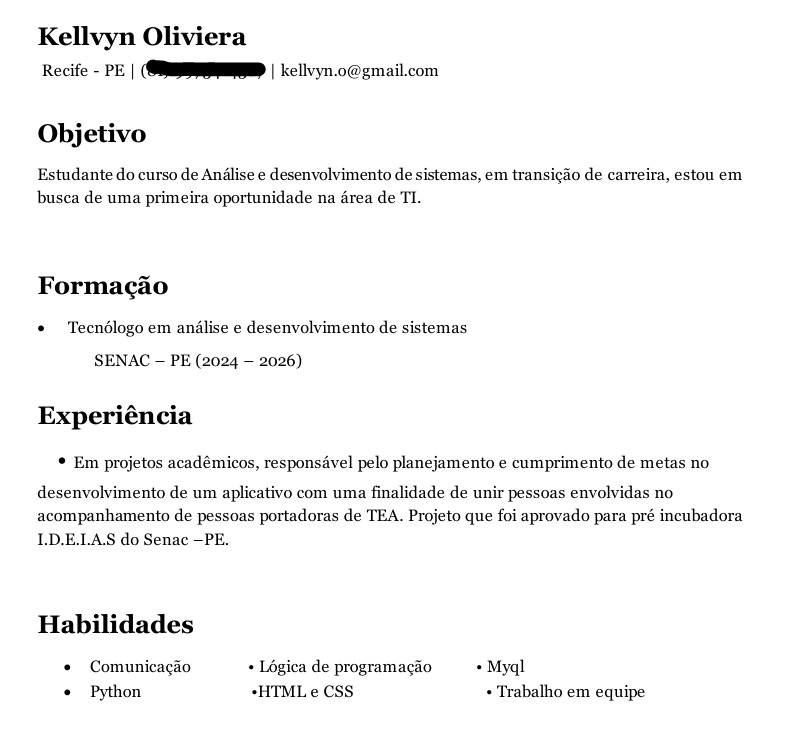 Kellvyn Oliviera
Recife - PE | ( | kellvyn.o@gmail.com
Objetivo
Estudante do curso de Análise e desenvolvimento de sistemas, em transição de carreira, estou em
busca de uma primeira oportunidade na área de TI.
Formação
• Tecnólogo em análise e desenvolvimento de sistemas
SENAC – PE (2024 – 2026)
Experiência
• Em projetos acadêmicos, responsável pelo planejamento e cumprimento de metas no
desenvolvimento de um aplicativo com uma finalidade de unir pessoas envolvidas no
acompanhamento de pessoas portadoras de TEA. Projeto que foi aprovado para pré incubadora
I.D.E.I.A.S do Senac –PE.
Habilidades
• Comunicação • Lógica de programação • Myql
• Python •HTML e CSS • Trabalho em equipe